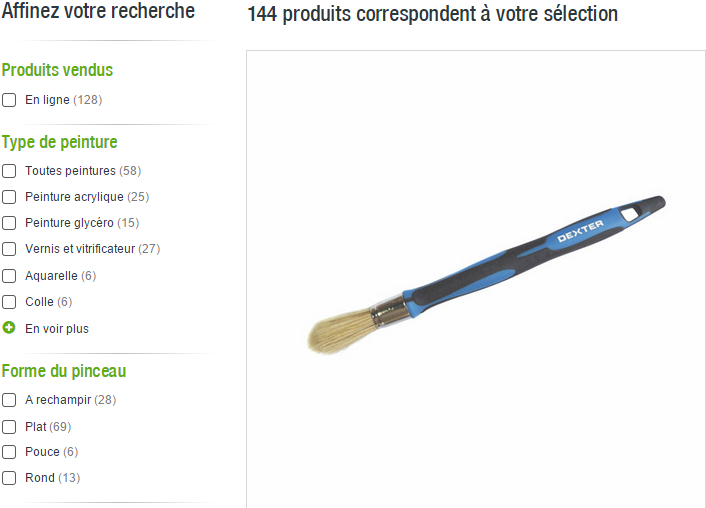 Affinez votre recherche
144 produits correspondent à votre sélection
Produits vendus
En ligne (128)
Type de peinture
Toutes peintures (58)
Peinture acrylique (25)
Peinture glycéro (15)
Vernis et vitrificateur (27)
Aquarelle (6)
Colle (6)
En voir plus
Forme du pinceau
A rechampir (28)
Plat (69)
Pouce (6)
Rond (13)
DEXTER